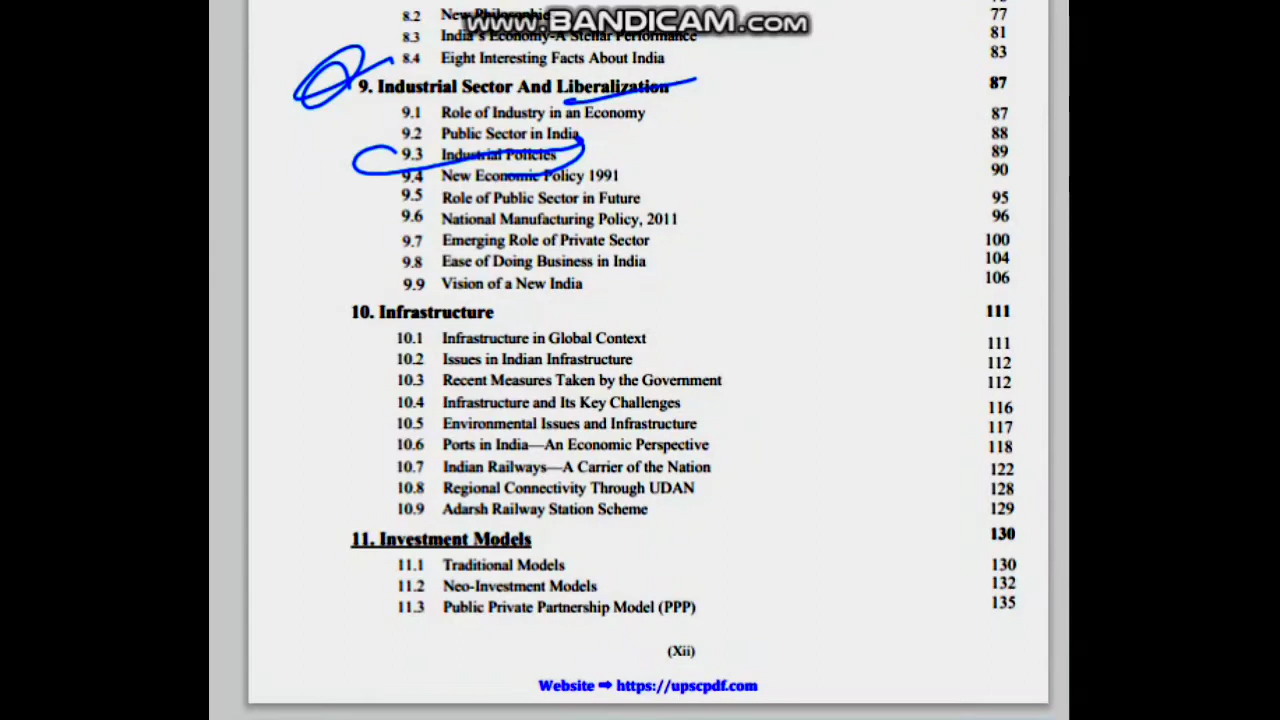 www.BANDICAM.com
8.2 New 77
8.3 India's Economy-A Stellar Performance 81
8.4 Eight Interesting Facts About India 83
9. Industrial Sector And Liberalization 87
9.1 Role of Industry in an Economy 87
9.2 Public Sector in India 88
9.3 Industrial Policies 89
9.4 New Economic Policy 1991 90
9.5 Role of Public Sector in Future 95
9.6 National Manufacturing Policy, 2011 96
9.7 Emerging Role of Private Sector 100
9.8 Ease of Doing Business in India 104
9.9 Vision of a New India 106
10. Infrastructure 111
10.1 Infrastructure in Global Context 111
10.2 Issues in Indian Infrastructure 112
10.3 Recent Measures Taken by the Government 112
10.4 Infrastructure and Its Key Challenges 116
10.5 Environmental Issues and Infrastructure 117
10.6 Ports in India—An Economic Perspective 118
10.7 Indian Railways—A Carrier of the Nation 122
10.8 Regional Connectivity Through UDAN 128
10.9 Adarsh Railway Station Scheme 129
11. Investment Models 130
11.1 Traditional Models 130
11.2 Neo-Investment Models 132
11.3 Public Private Partnership Model (PPP) 135
(Xii)
Website ➡ https://upscpdf.com